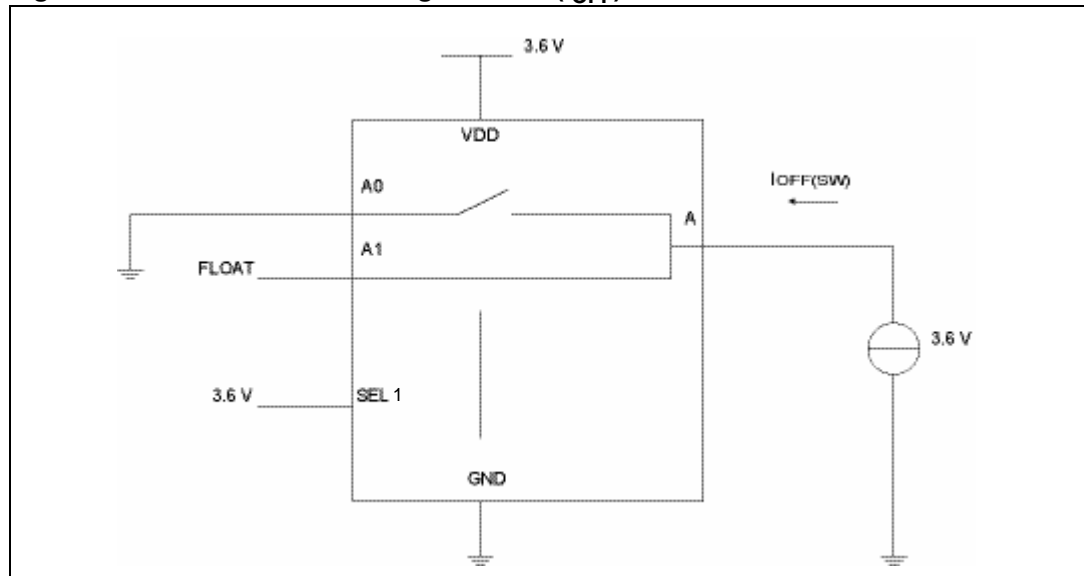 3.6 V
VDD
A0
IOFF(SW)
A
A1
FLOAT
3.6 V
3.6 V
SEL 1
GND